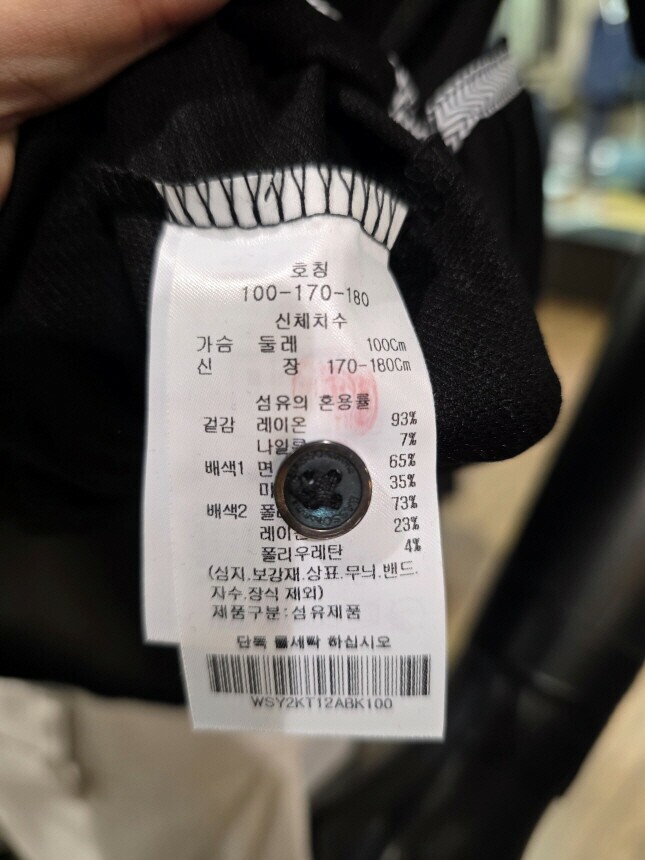 호칭
100-170-180
신체치수
가슴 둘레 100Cm
신 장 170-180Cm
섬유의 혼용률
겉감 레이온 93%
7%
배색1 면 65%
35%
배색2 73%
23%
폴리우레탄 4%
(심지.보강재.상표.무늬.밴드.
자수.장식 제외)
제품구분:섬유제품
단독 하십시오
WSY2KT12ABK100